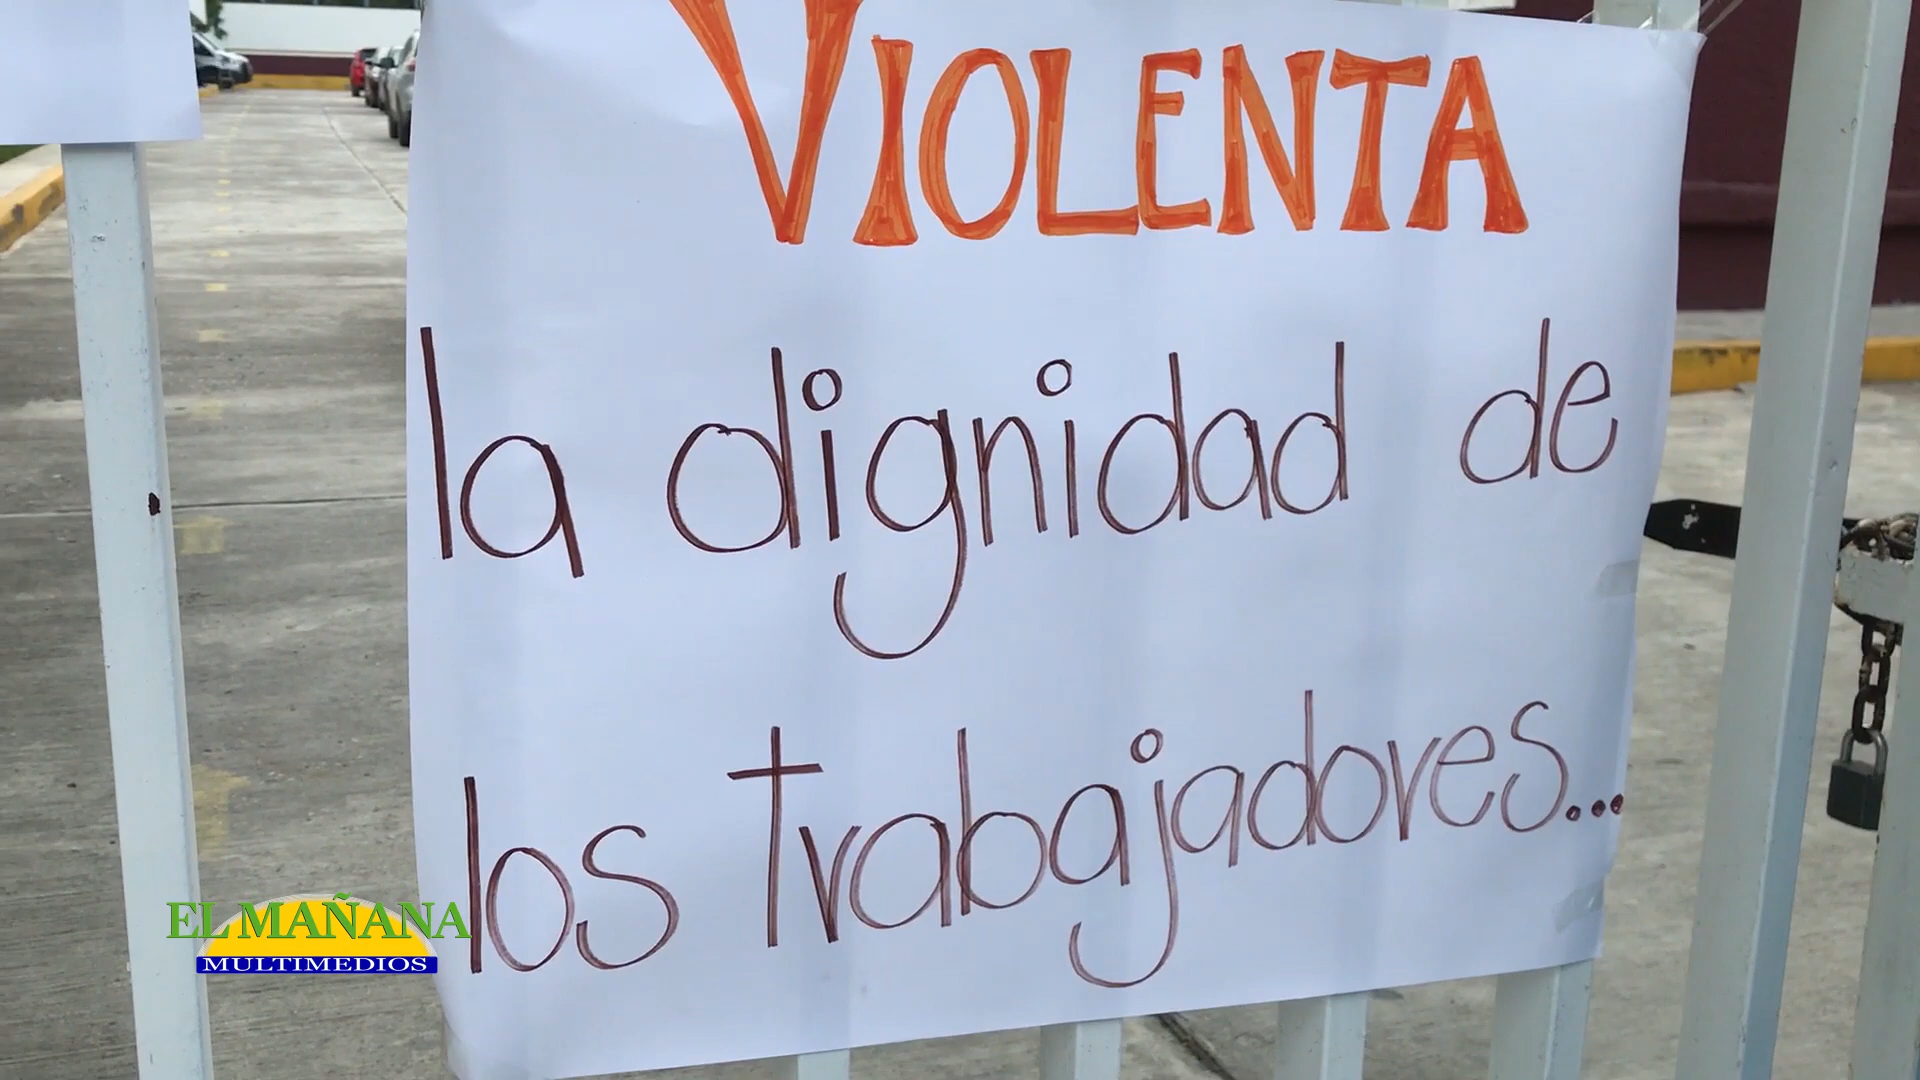 VIOLENTA
la dignidad de
los trabajadores...
EL MAÑANA
MULTIMEDIOS